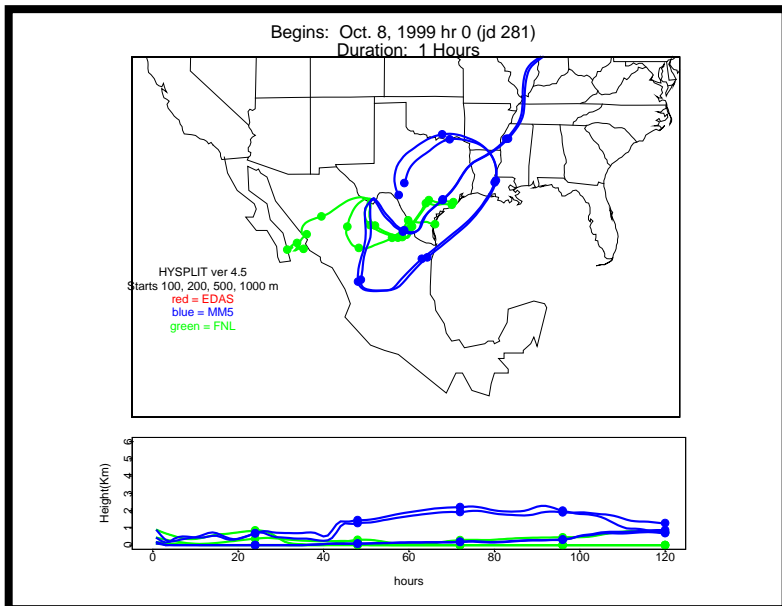 Begins: Oct. 8, 1999 hr 0 (jd 281)
Duration: 1 Hours
HYSPLIT ver 4.5
Starts 100, 200, 500, 1000 m
red = EDAS
blue = MM5
green = FNL
Height(Km)
6
5
4
3
2
1
0
0 20 40 60 80 100 120
hours